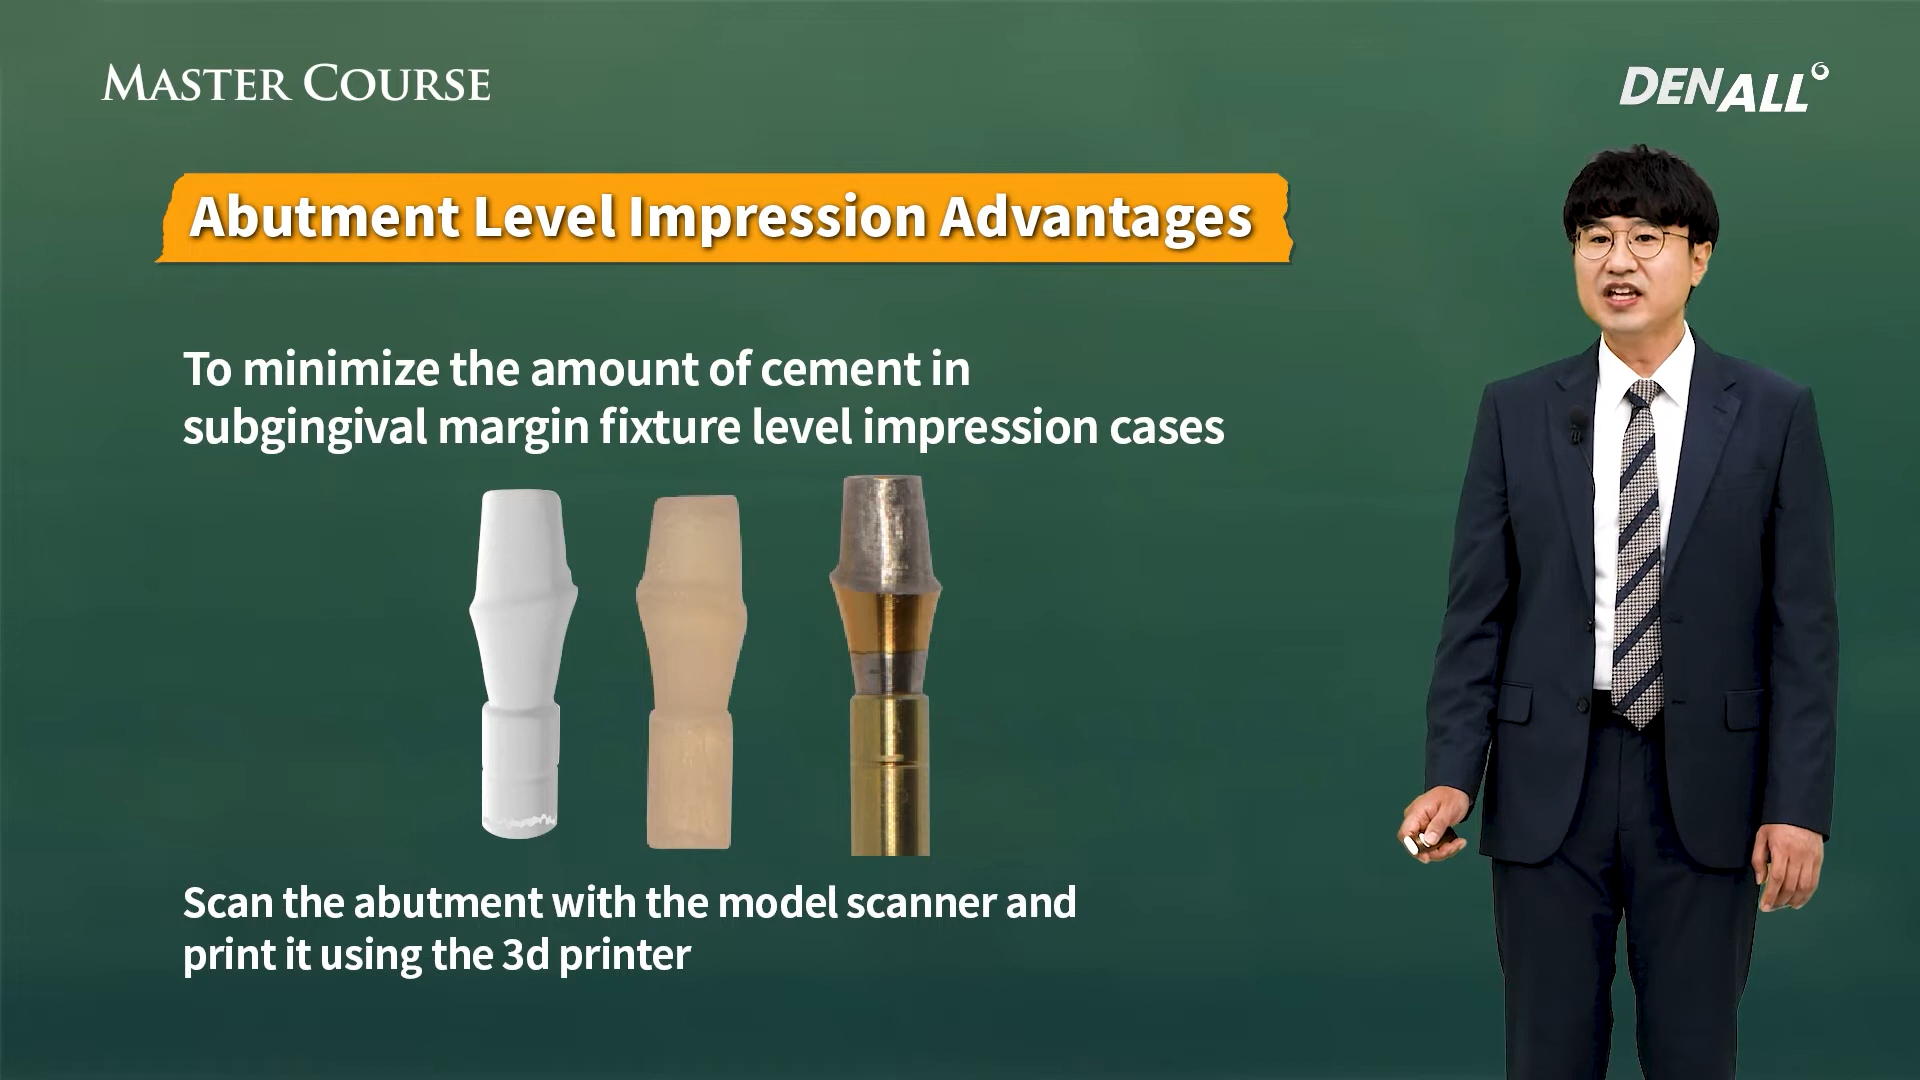 MASTER COURSE
DENALL
Abutment Level Impression Advantages
To minimize the amount of cement in
subgingival margin fixture level impression cases
Scan the abutment with the model scanner and
print it using the 3d printer